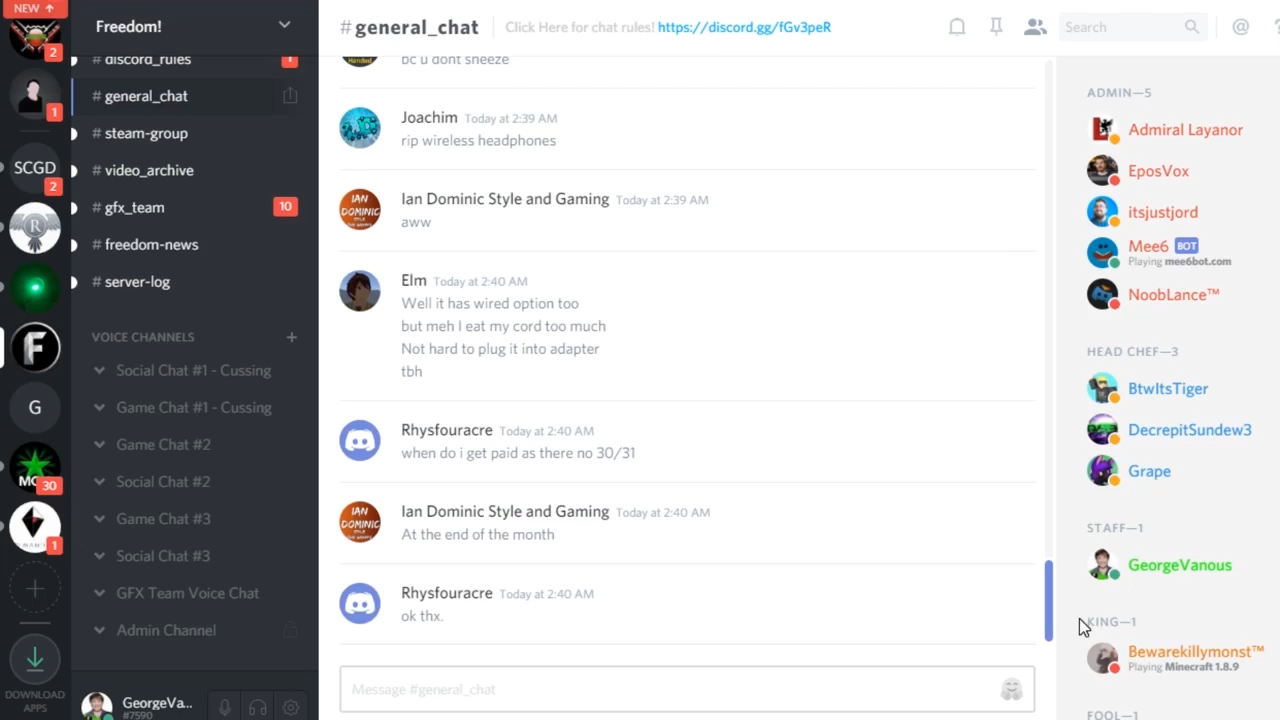 NEW ↑
2
1
SCGD
2
R
F
G
30
1
+
DOWNLOAD
APPS
Freedom!
# discord_rules
1
# general_chat
# steam-group
# video_archive
# gfx_team
10
# freedom-news
# server-log
VOICE CHANNELS
+
Social Chat #1 - Cussing
Game Chat #1 - Cussing
Game Chat #2
Social Chat #2
Game Chat #3
Social Chat #3
GFX Team Voice Chat
Admin Channel
GeorgeVa...
#7590
# general_chat
Click Here for chat rules! https://discord.gg/fGv3peR
Search
@
?
bc u dont sneeze
Joachim Today at 2:39 AM
rip wireless headphones
IAN
DOMINIC
Ian Dominic Style and Gaming Today at 2:39 AM
aww
Elm Today at 2:40 AM
Well it has wired option too
but meh I eat my cord too much
Not hard to plug it into adapter
tbh
Rhysfouracre Today at 2:40 AM
when do i get paid as there no 30/31
IAN
DOMINIC
Ian Dominic Style and Gaming Today at 2:40 AM
At the end of the month
Rhysfouracre Today at 2:40 AM
ok thx.
Message #general_chat
ADMIN—5
Admiral Layanor
EposVox
itsjustjord
Mee6 BOT
Playing mee6bot.com
NoobLance™
HEAD CHEF—3
BtwItsTiger
DecrepitSundew3
Grape
STAFF—1
GeorgeVanous
KING—1
Bewarekillymonst™
Playing Minecraft 1.8.9
FOOL—1